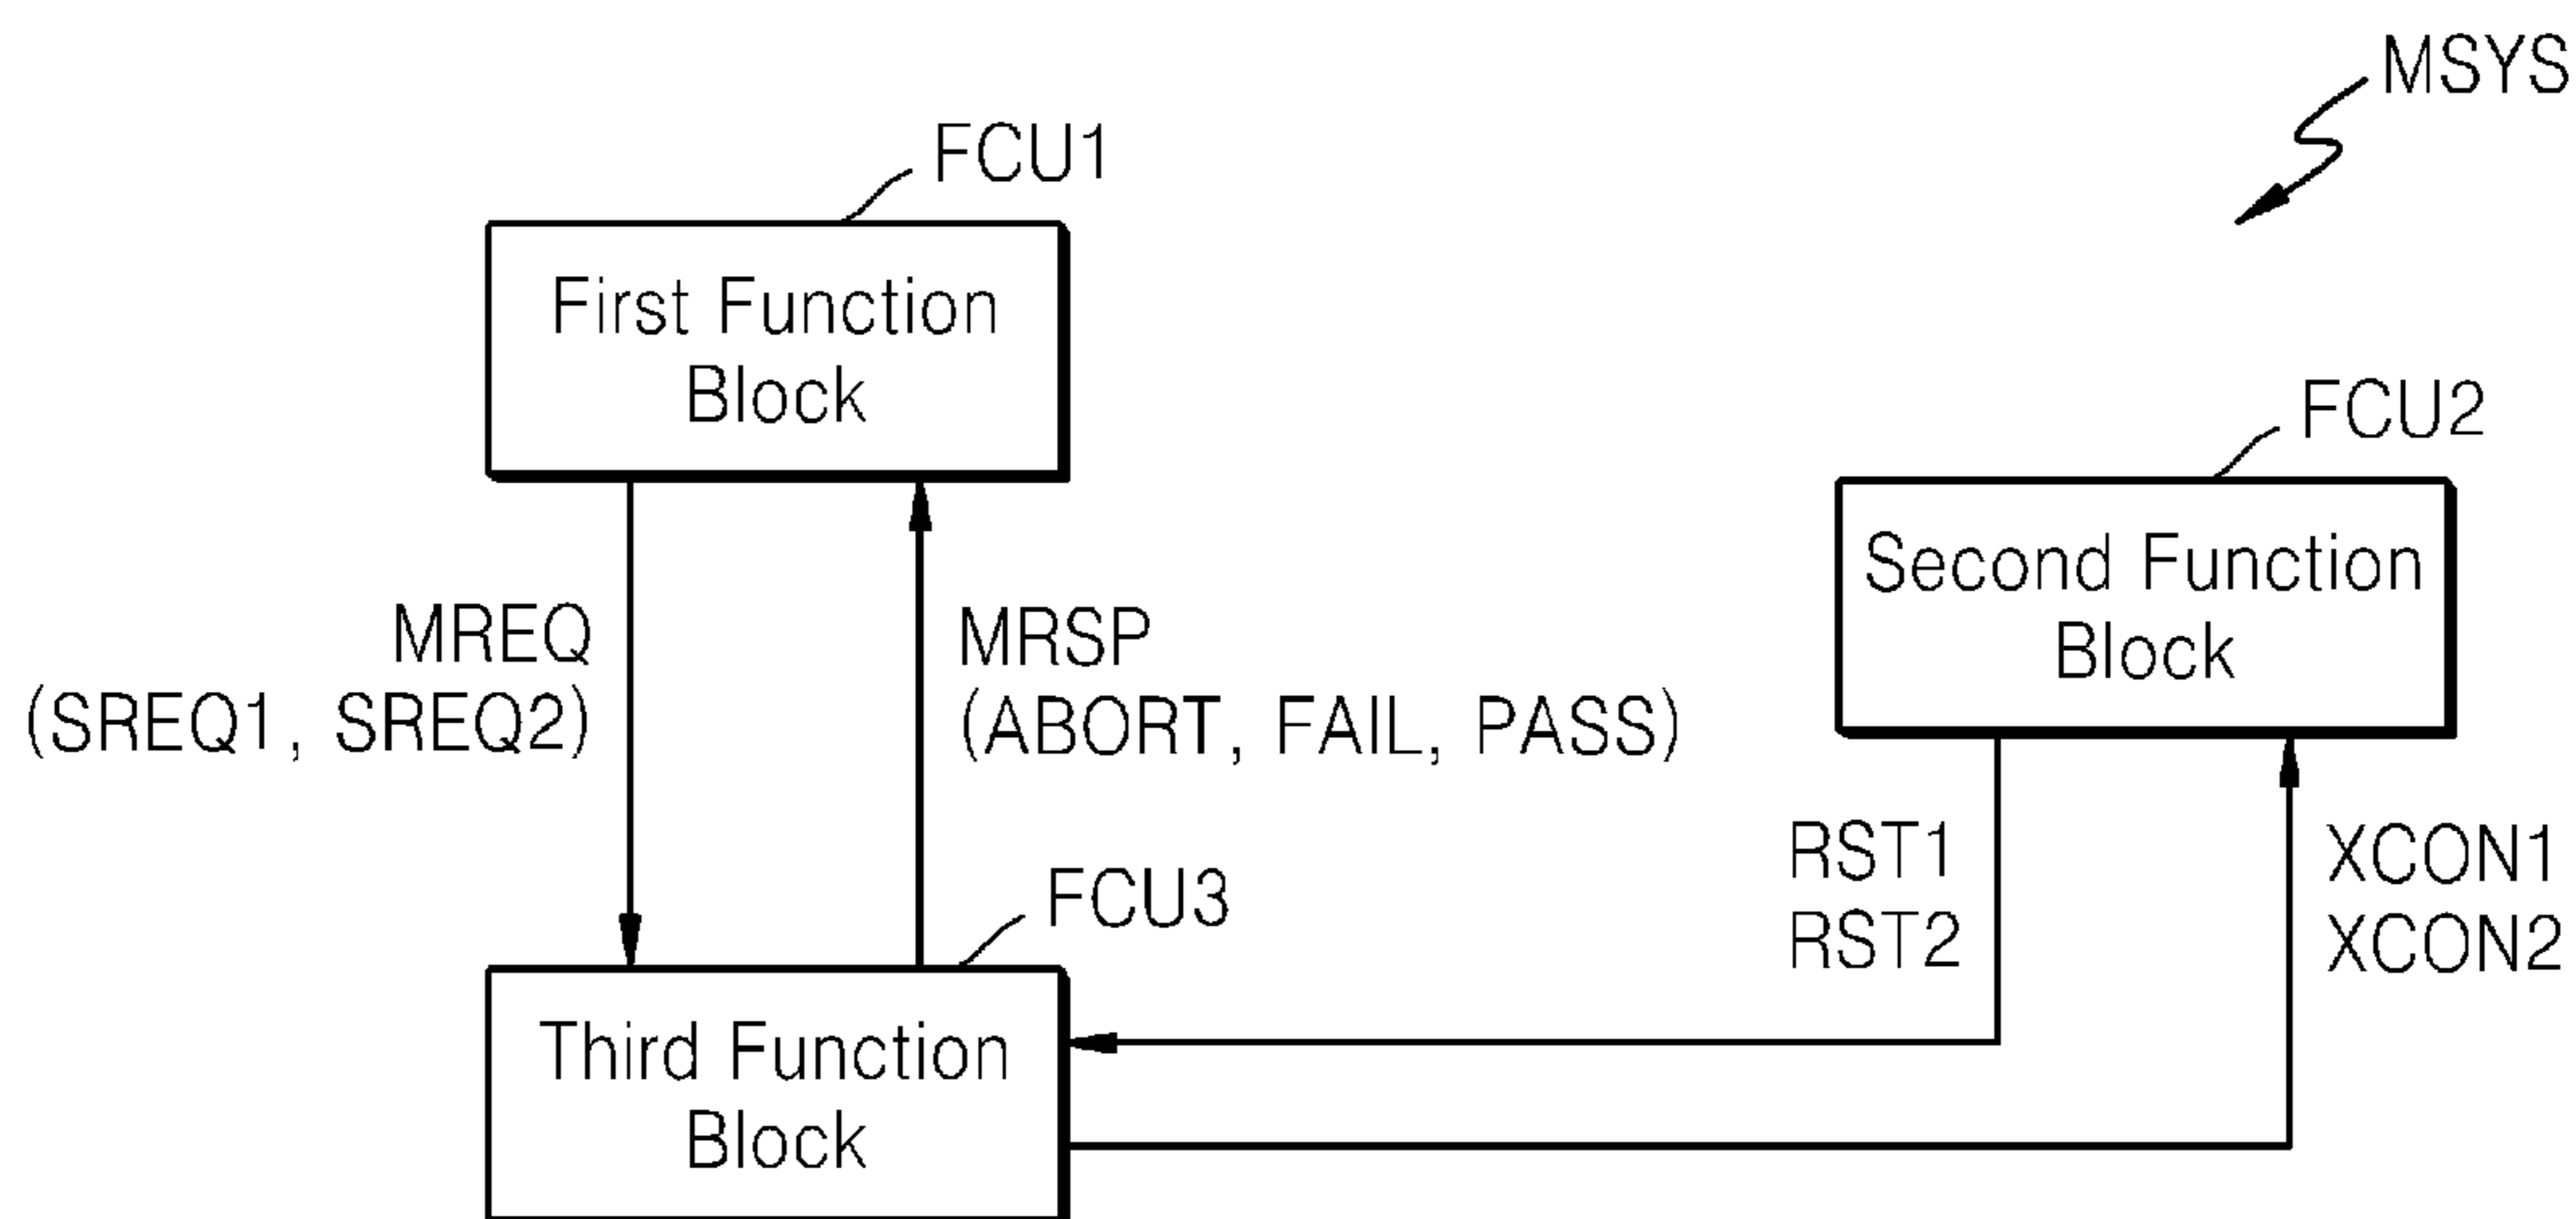 MSYS
FCU1
First Function
Block
FCU2
Second Function
Block
MREQ
(SREQ1, SREQ2)
MRSP
(ABORT, FAIL, PASS)
RST1
RST2
XCON1
XCON2
FCU3
Third Function
Block